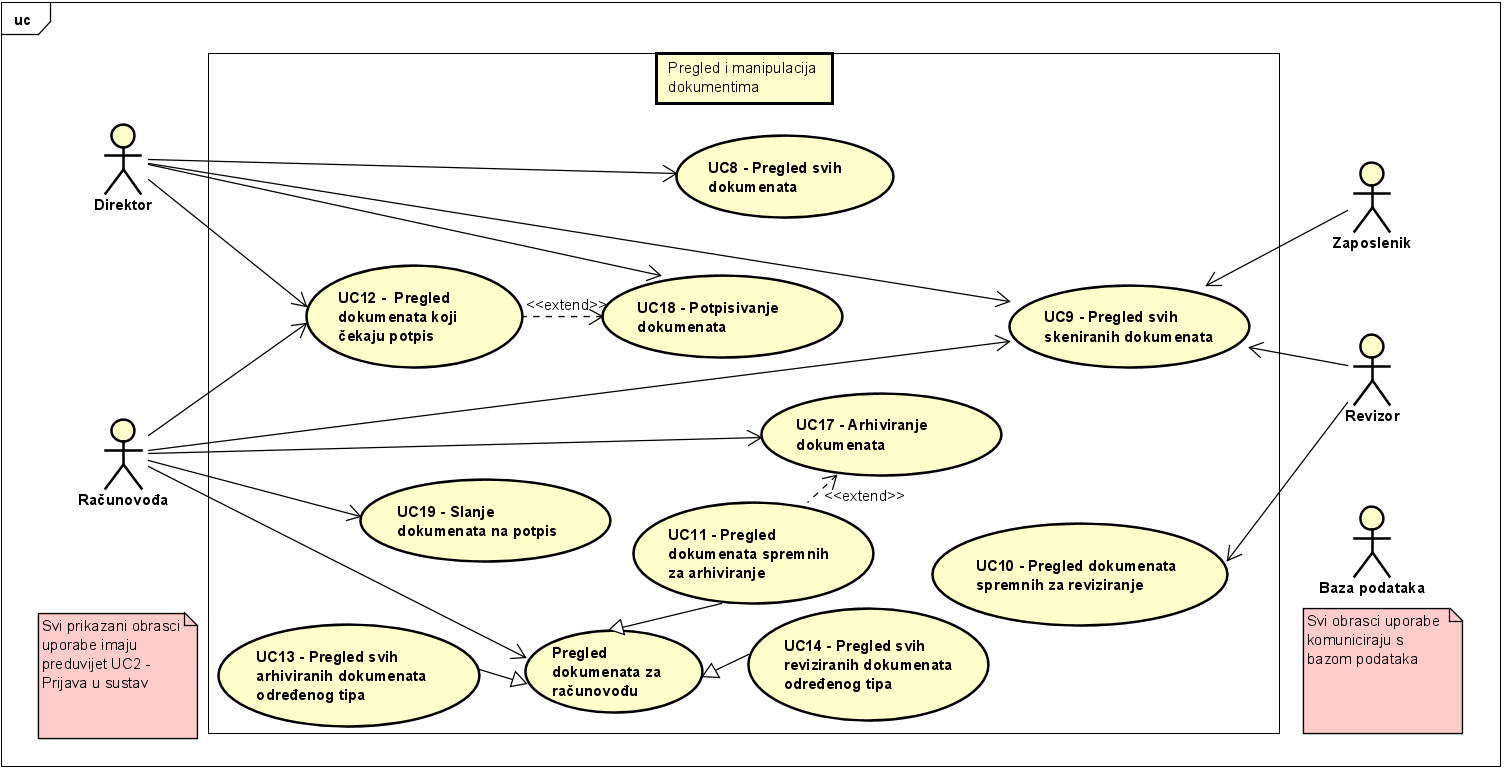 uc
Pregled i manipulacija
dokumentima
UC8 - Pregled svih
dokumenata
Direktor
Zaposlenik
UC12 -  Pregled
dokumenata koji
čekaju potpis
<<extend>>
UC18 - Potpisivanje
dokumenata
UC9 - Pregled svih
skeniranih dokumenata
Revizor
UC17 - Arhiviranje
dokumenata
Računovođa
<<extend>>
UC19 - Slanje
dokumenata na potpis
UC11 - Pregled
dokumenata spremnih
za arhiviranje
UC10 - Pregled dokumenata
spremnih za reviziranje
Baza podataka
Svi prikazani obrasci
uporabe imaju
preduvijet UC2 -
Prijava u sustav
Svi obrasci uporabe
komuniciraju s
bazom podataka
UC13 - Pregled svih
arhiviranih dokumenata
određenog tipa
Pregled
dokumenata za
računovođu
UC14 - Pregled svih
reviziranih dokumenata
određenog tipa